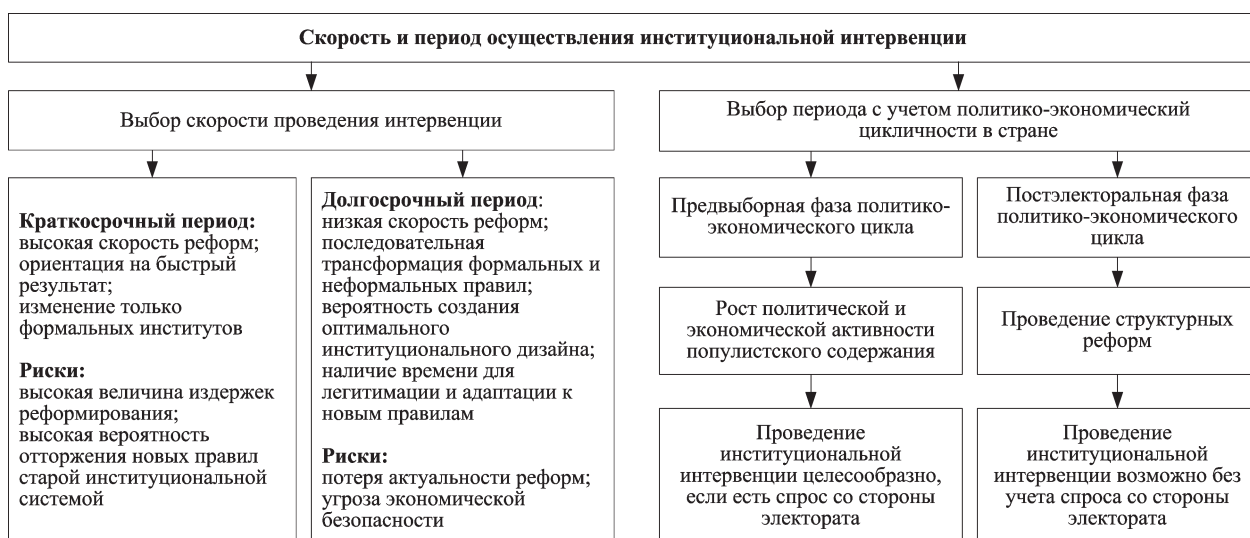 Скорость и период осуществления институциональной интервенции
Выбор скорости проведения интервенции
Краткосрочный период:
высокая скорость реформ;
ориентация на быстрый
результат;
изменение только
формальных институтов
Риски:
высокая величина издержек
реформирования;
высокая вероятность
отторжения новых правил
старой институциональной
системой
Долгосрочный период:
низкая скорость реформ;
последовательная
трансформация формальных и
неформальных правил;
вероятность создания
оптимального
институционального дизайна;
наличие времени для
легитимации и адаптации к
новым правилам
Риски:
потеря актуальности реформ;
угроза экономической
безопасности
Выбор периода с учетом политико-экономический
цикличности в стране
Предвыборная фаза политико-
экономического цикла
Рост политической и
экономической активности
популистского содержания
Проведение
институциональной
интервенции целесообразно,
если есть спрос со стороны
электората
Постэлекторальная фаза
политико-экономического
цикла
Проведение структурных
реформ
Проведение
институциональной
интервенции возможно без
учета спроса со стороны
электората